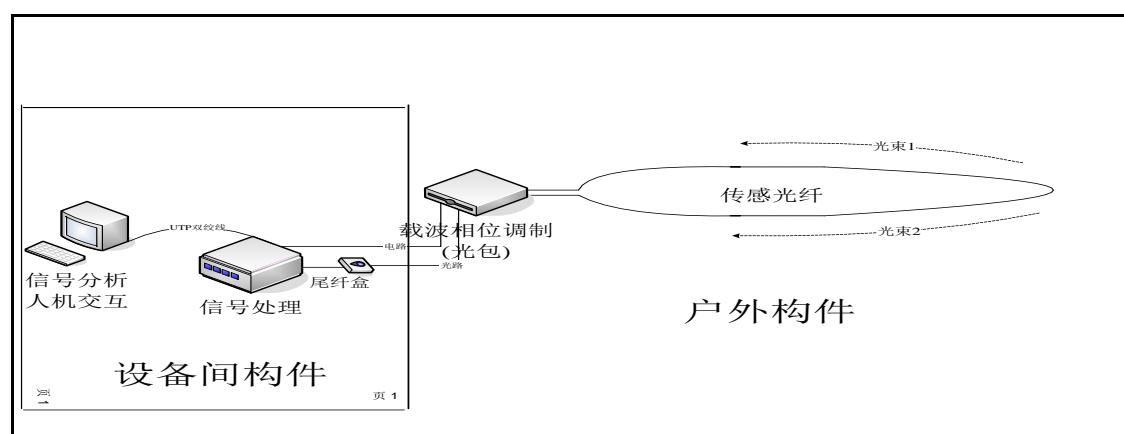 光束1
传感光纤
光束2
UTP双绞线
载波相位调制
(光包)
电路
光路
尾纤盒
信号分析
人机交互
信号处理
户外构件
设备间构件
页 1
页 1